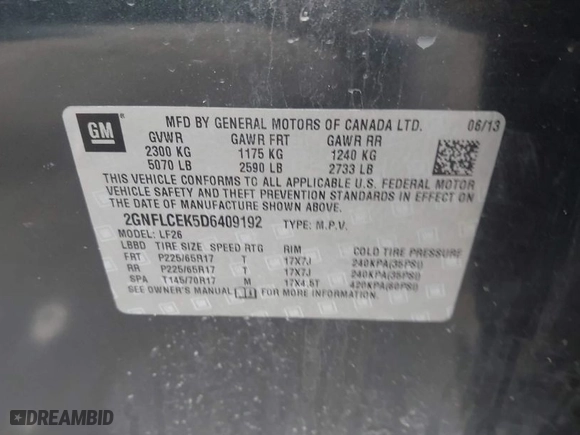 GM
MFD BY GENERAL MOTORS OF CANADA LTD. 06/13
GVWR GAWR FRT GAWR RR
2300 KG 1175 KG 1240 KG
5070 LB 2590 LB 2733 LB
THIS VEHICLE CONFORMS TO ALL APPLICABLE U.S. FEDERAL MOTOR
VEHICLE SAFETY AND THEFT PREVENTION STANDARDS IN EFFECT ON
THE DATE OF MANUFACTURE SHOWN ABOVE.
2GNFLCEK5D6409192 TYPE: M.P.V.
MODEL: LF26
LBBD TIRE SIZE SPEED RTG RIM COLD TIRE PRESSURE
FRT P225/65R17 T 17X7J 240KPA(35PSI)
RR P225/65R17 T 17X7J 240KPA(35PSI)
SPA T145/70R17 M 17X4.5T 420KPA(60PSI)
SEE OWNER'S MANUAL
DREAMBID